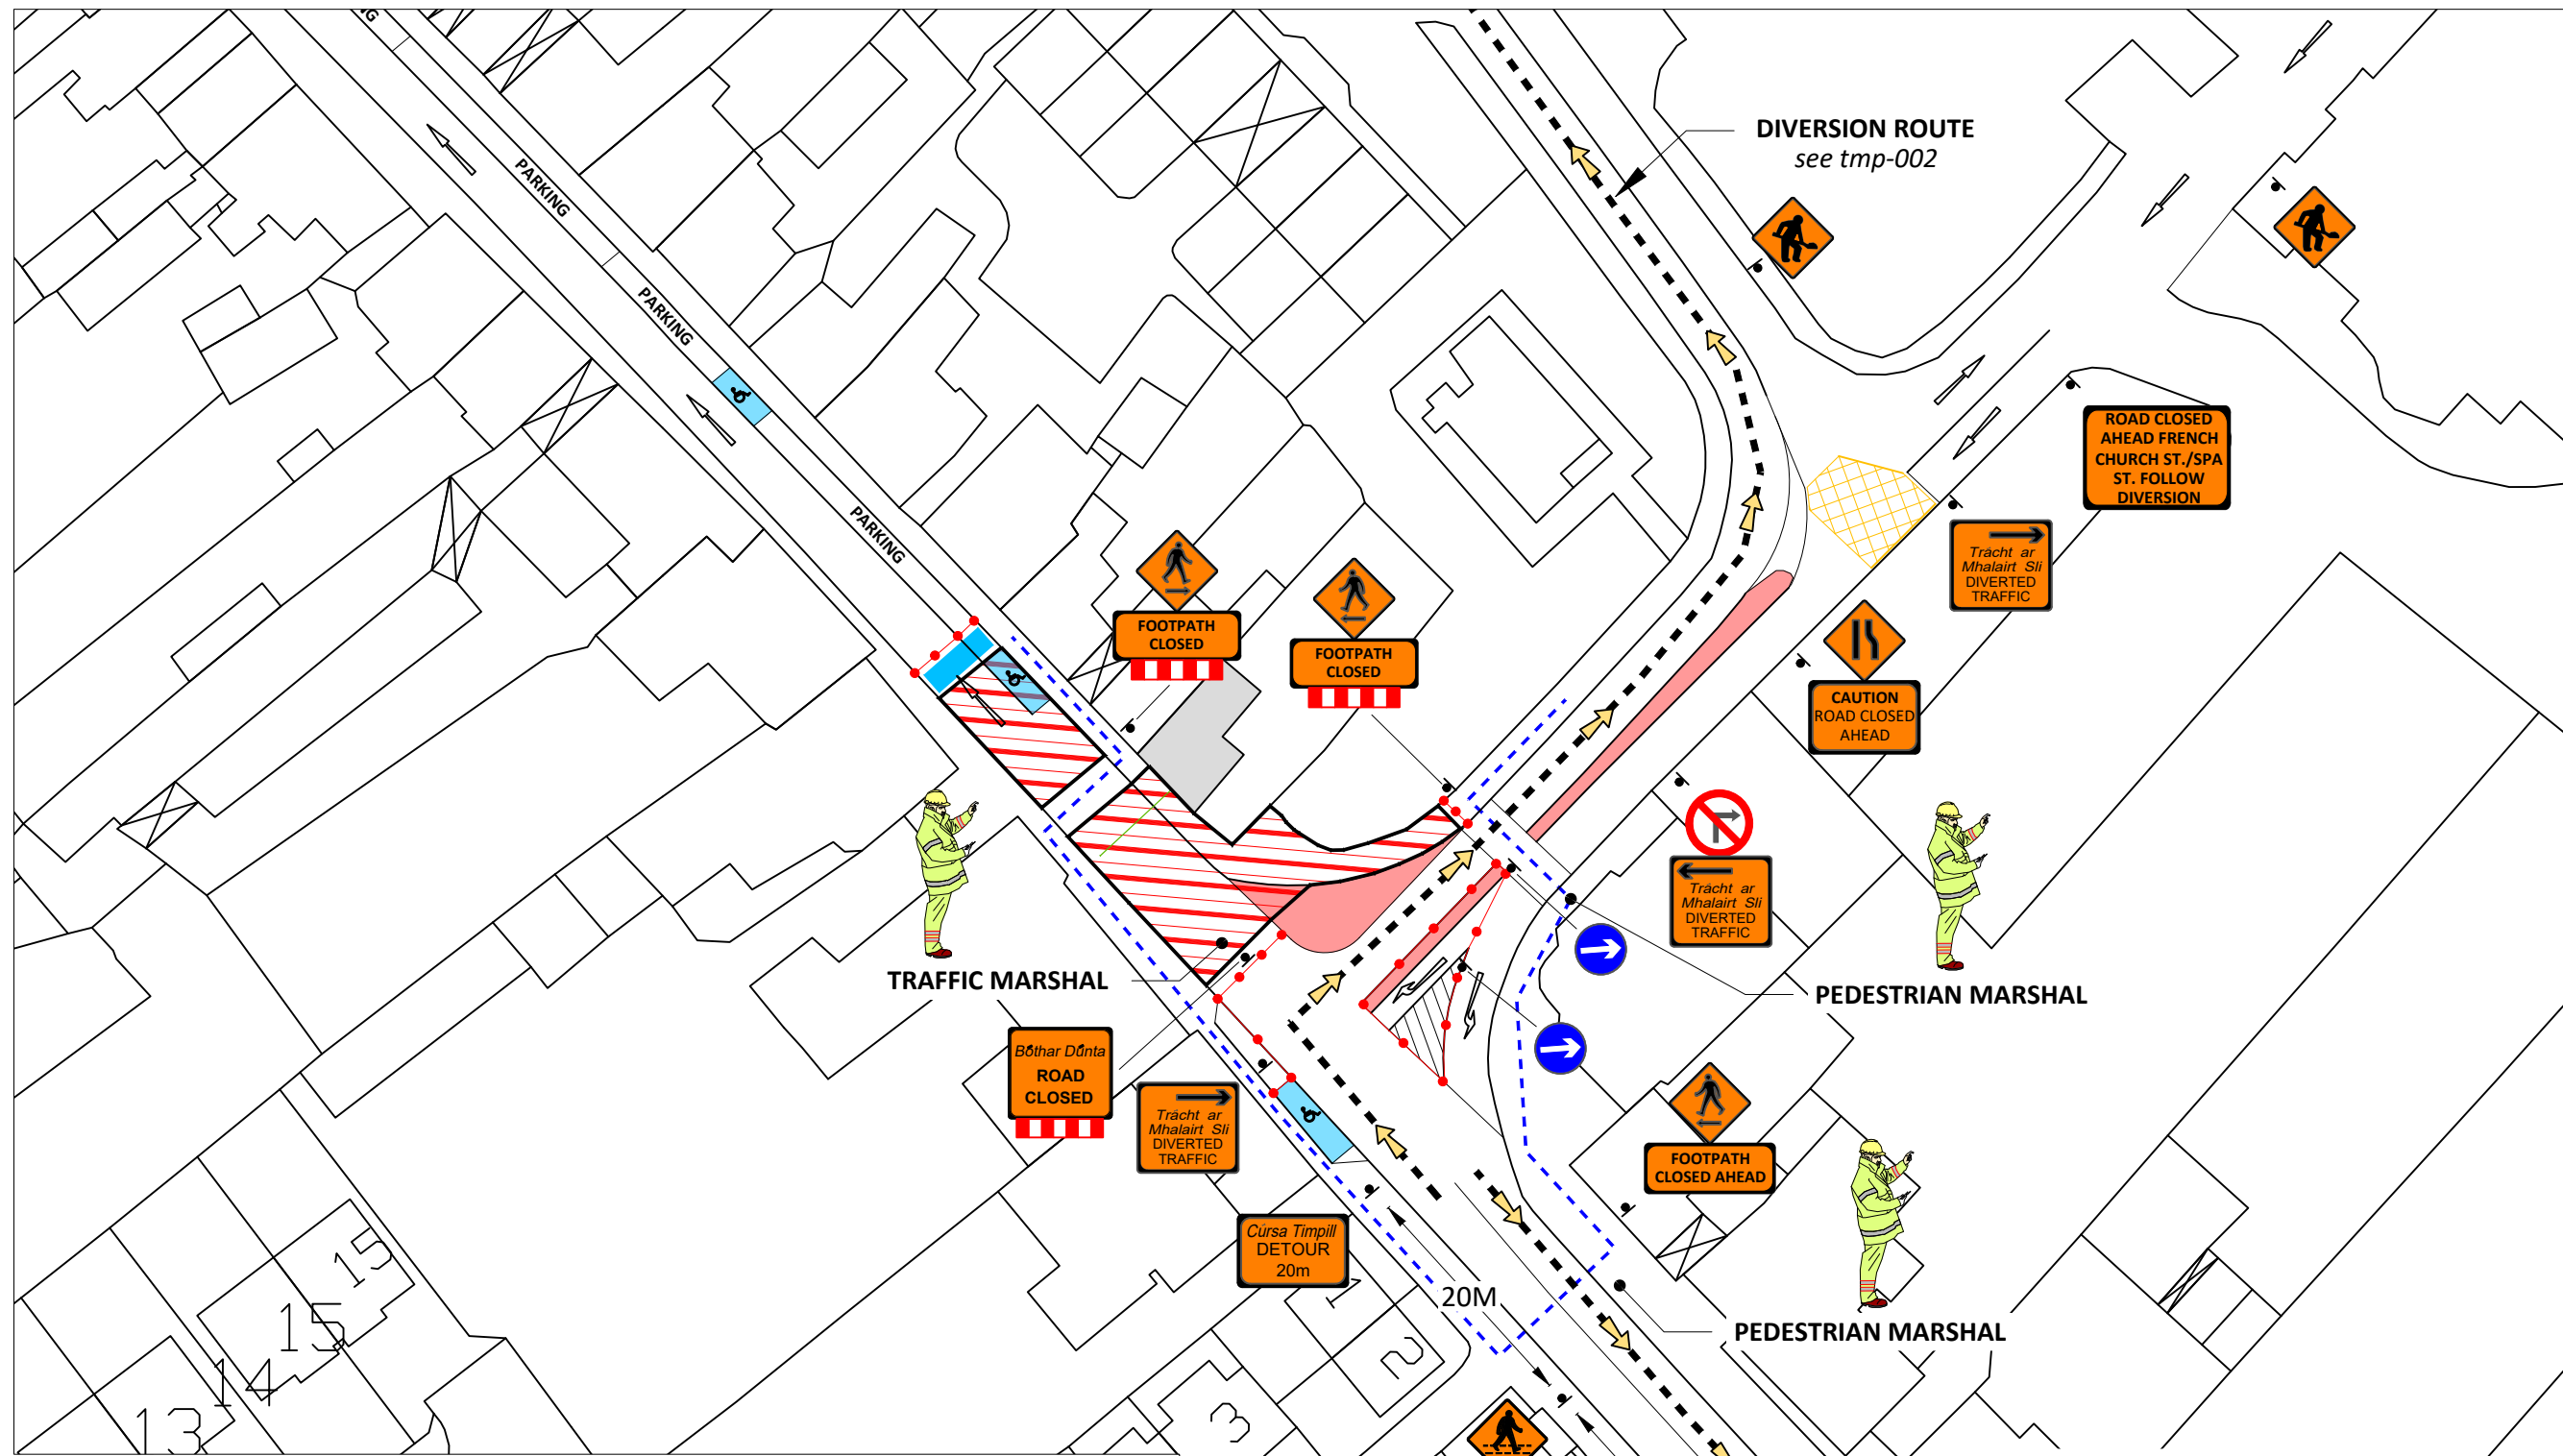 NG
PARKING
PARKING
PARKING
DIVERSION ROUTE
see tmp-002
ROAD CLOSED
AHEAD FRENCH
CHURCH ST./SPA
ST. FOLLOW
DIVERSION
Trácht ar
Mhalairt Slí
DIVERTED
TRAFFIC
FOOTPATH
CLOSED
FOOTPATH
CLOSED
CAUTION
ROAD CLOSED
AHEAD
Trácht ar
Mhalairt Slí
DIVERTED
TRAFFIC
TRAFFIC MARSHAL
PEDESTRIAN MARSHAL
Bóthar Dúnta
ROAD
CLOSED
Trácht ar
Mhalairt Slí
DIVERTED
TRAFFIC
FOOTPATH
CLOSED AHEAD
Cúrsa Timpill
DETOUR
20m
20M
PEDESTRIAN MARSHAL
15
15
14
13
1
2
3